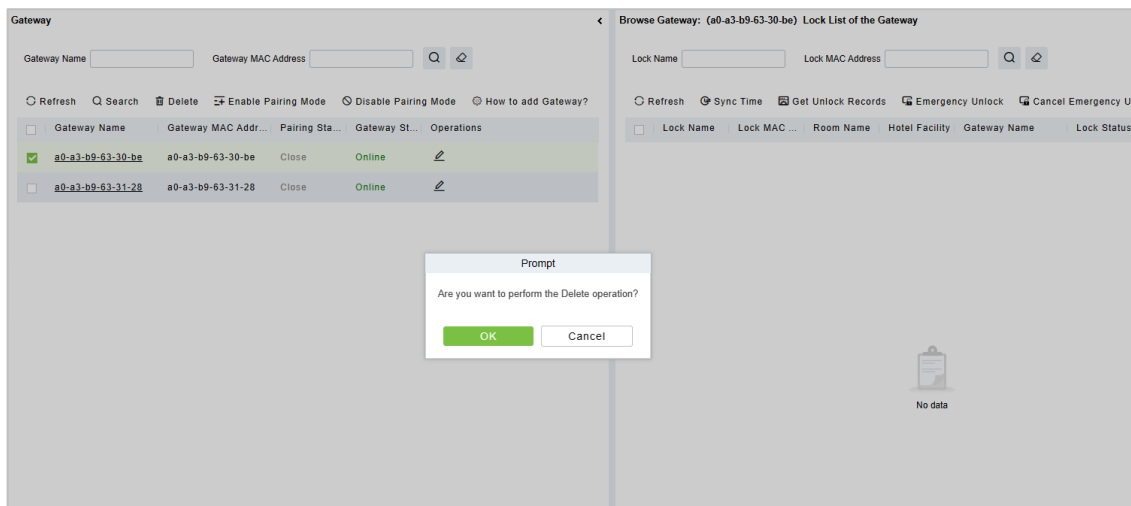 Gateway
Browse Gateway: (a0-a3-b9-63-30-be) Lock List of the Gateway
Gateway Name Gateway MAC Address
Lock Name Lock MAC Address
Refresh Search Delete Enable Pairing Mode Disable Pairing Mode How to add Gateway?
Refresh Sync Time Get Unlock Records Emergency Unlock Cancel Emergency U
Gateway Name Gateway MAC Addr... Pairing Sta... Gateway St... Operations
Lock Name Lock MAC ... Room Name Hotel Facility Gateway Name Lock Status
a0-a3-b9-63-30-be a0-a3-b9-63-30-be Close Online
a0-a3-b9-63-31-28 a0-a3-b9-63-31-28 Close Online
Prompt
Are you want to perform the Delete operation?
OK Cancel
No data